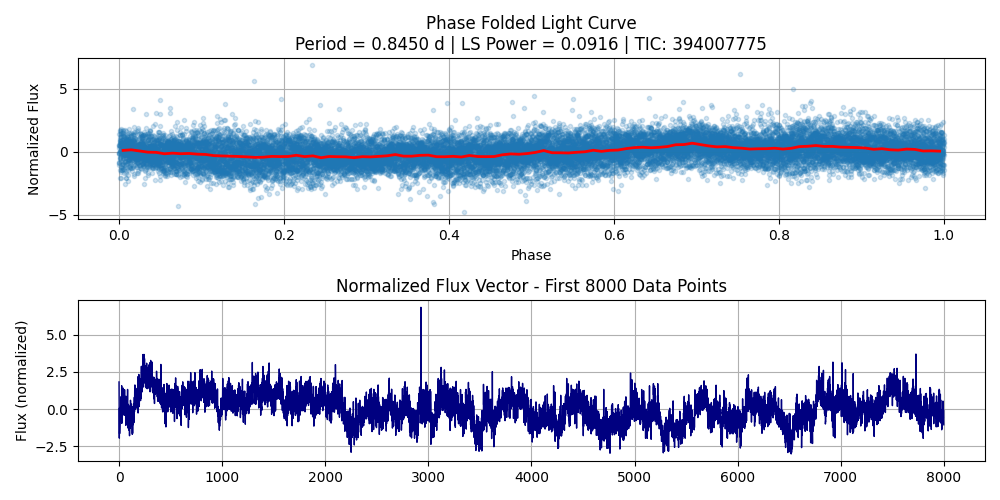 Phase Folded Light Curve
Period = 0.8450 d | LS Power = 0.0916 | TIC: 394007775
Normalized Flux
5
0
−5
0.0 0.2 0.4 0.6 0.8 1.0
Phase
Normalized Flux Vector - First 8000 Data Points
Flux (normalized)
5.0
2.5
0.0
−2.5
0 1000 2000 3000 4000 5000 6000 7000 8000